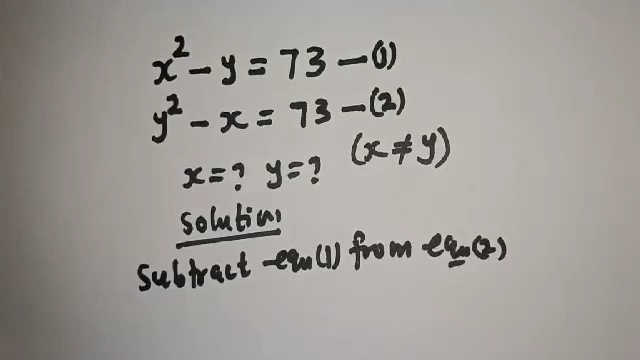 x² - y = 73 - (1)
y² - x = 73 - (2)
x = ? y = ? (x ≠ y)
Solution
Subtract eqn(1) from eqn(2)